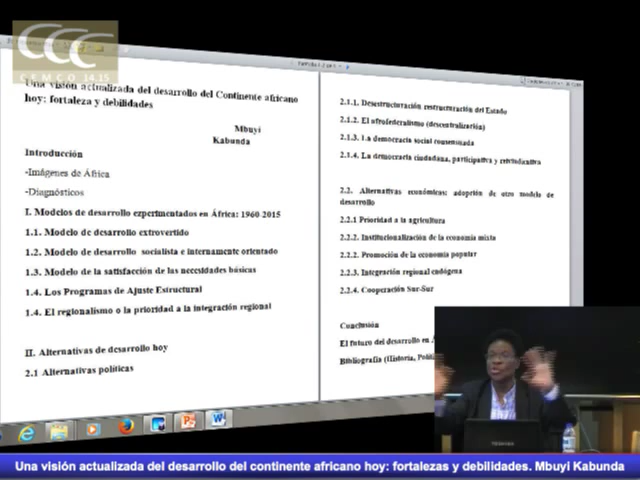 CCC
CEMCO 14.15
Una visión actualizada del desarrollo del Continente africano
hoy: fortaleza y debilidades
Mbuyi
Kabunda
Introducción
-Imágenes de África
-Diagnósticos
I. Modelos de desarrollo experimentados en África: 1960-2015
1.1. Modelo de desarrollo extrovertido
1.2. Modelo de desarrollo socialista e internamente orientado
1.3. Modelo de la satisfacción de las necesidades básicas
1.4. Los Programas de Ajuste Estructural
1.4. El regionalismo o la prioridad a la integración regional
II. Alternativas de desarrollo hoy
2.1 Alternativas políticas
2.1.1. Desestructuración restructuración del Estado
2.1.2. El afrofederalismo (descentralización)
2.1.3. La democracia social consensuada
2.1.4. La democracia ciudadana, participativa y reivindicativa
2.2. Alternativas económicas: adopción de otro modelo de
desarrollo
2.2.1 Prioridad a la agricultura
2.2.2. Institucionalización de la economía mixta
2.2.2. Promoción de la economía popular
2.2.3. Integración regional endógena
2.2.4. Cooperación Sur-Sur
Conclusión
El futuro del desarrollo en
Bibliografía (Historia,
TOSHIBA
Una visión actualizada del desarrollo del continente africano hoy: fortalezas y debilidades. Mbuyi Kabunda